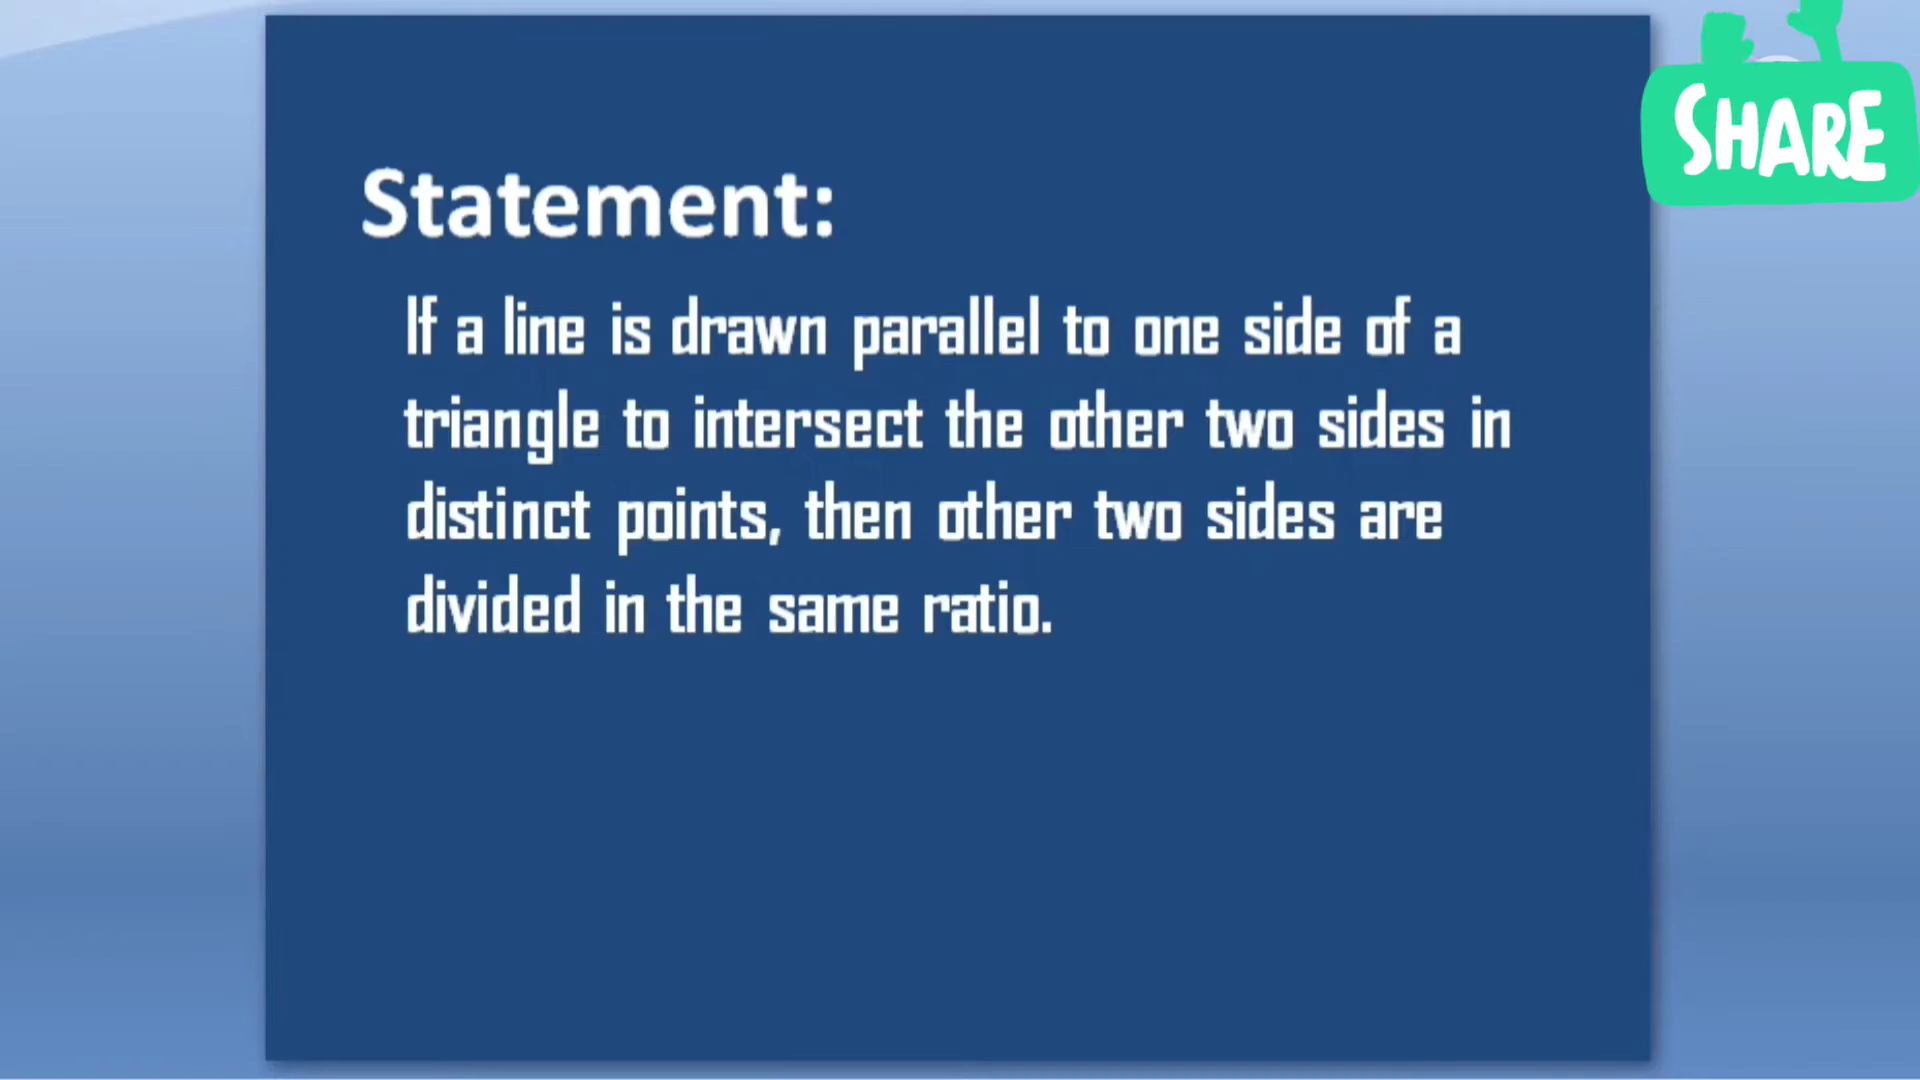 Statement:
If a line is drawn parallel to one side of a
triangle to intersect the other two sides in
distinct points, then other two sides are
divided in the same ratio.
SHARE